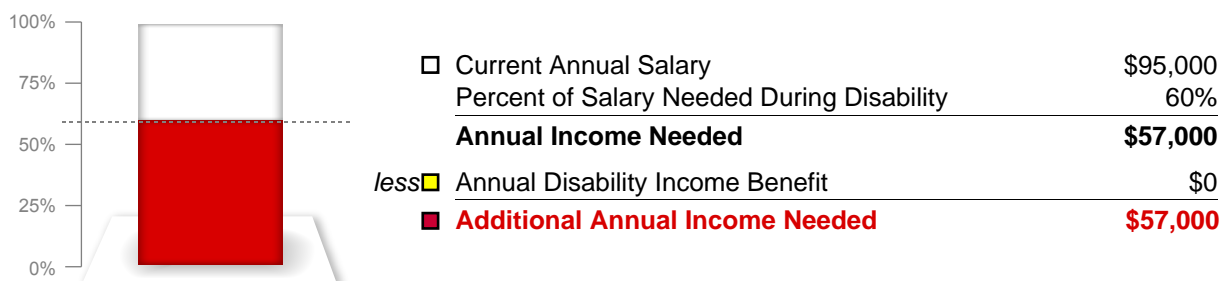 100%
75%
50%
25%
0%
Current Annual Salary $95,000
Percent of Salary Needed During Disability 60%
Annual Income Needed $57,000
less Annual Disability Income Benefit $0
Additional Annual Income Needed $57,000